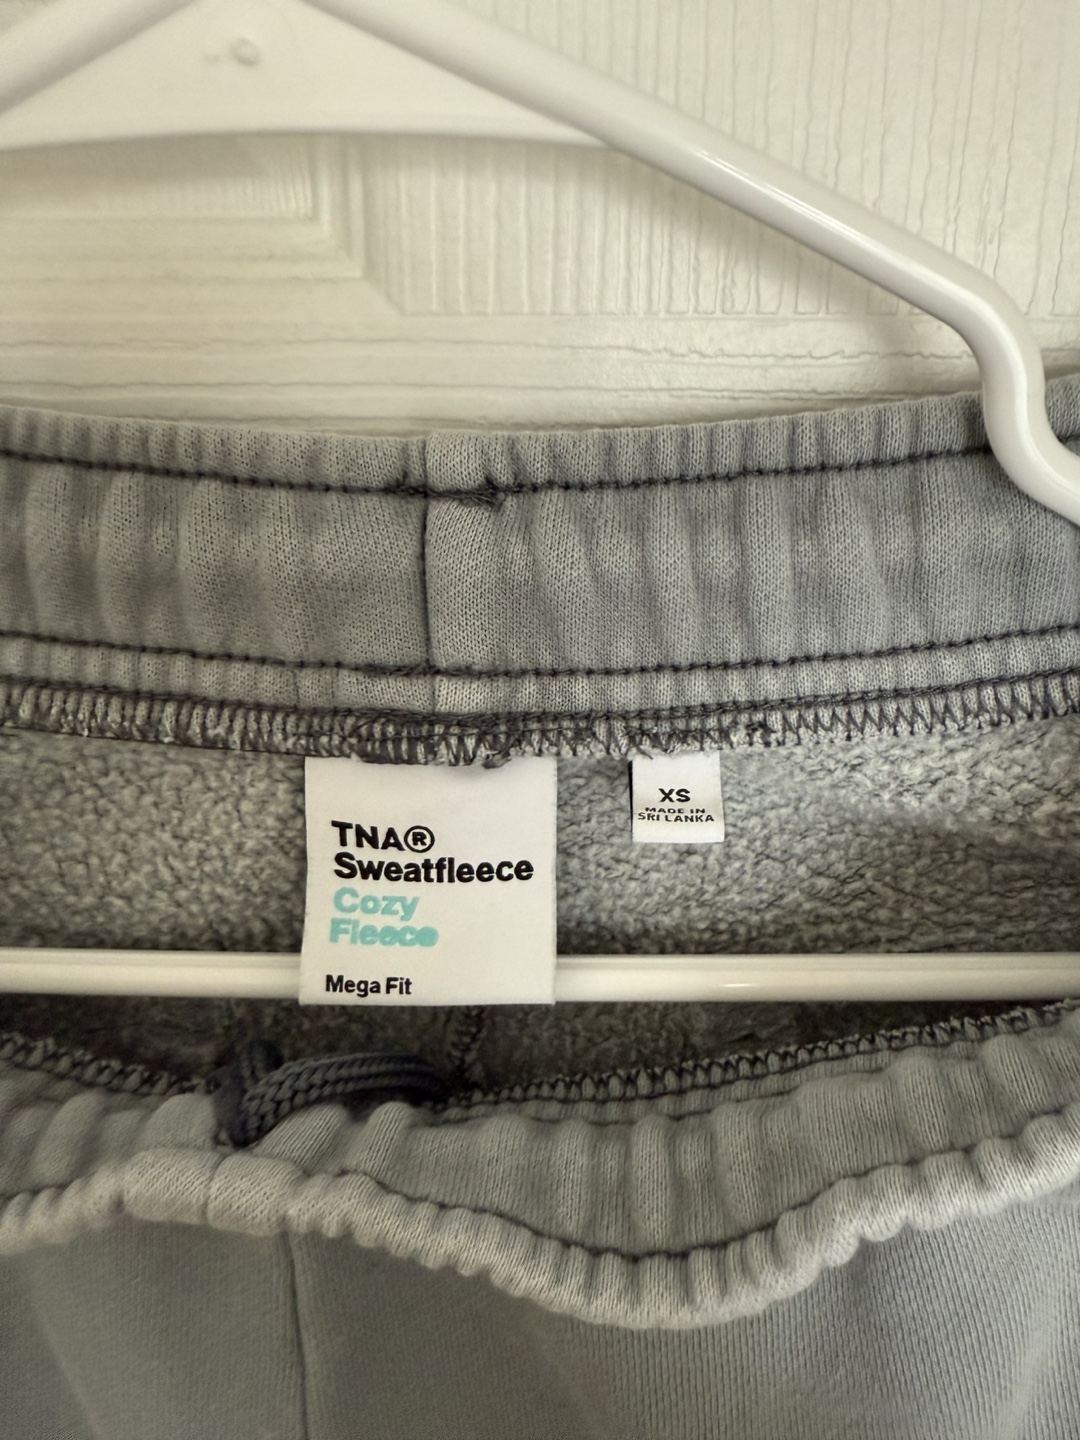 TNA®
Sweatfleece
Cozy
Fleece
Mega Fit
XS
MADE IN
SRI LANKA